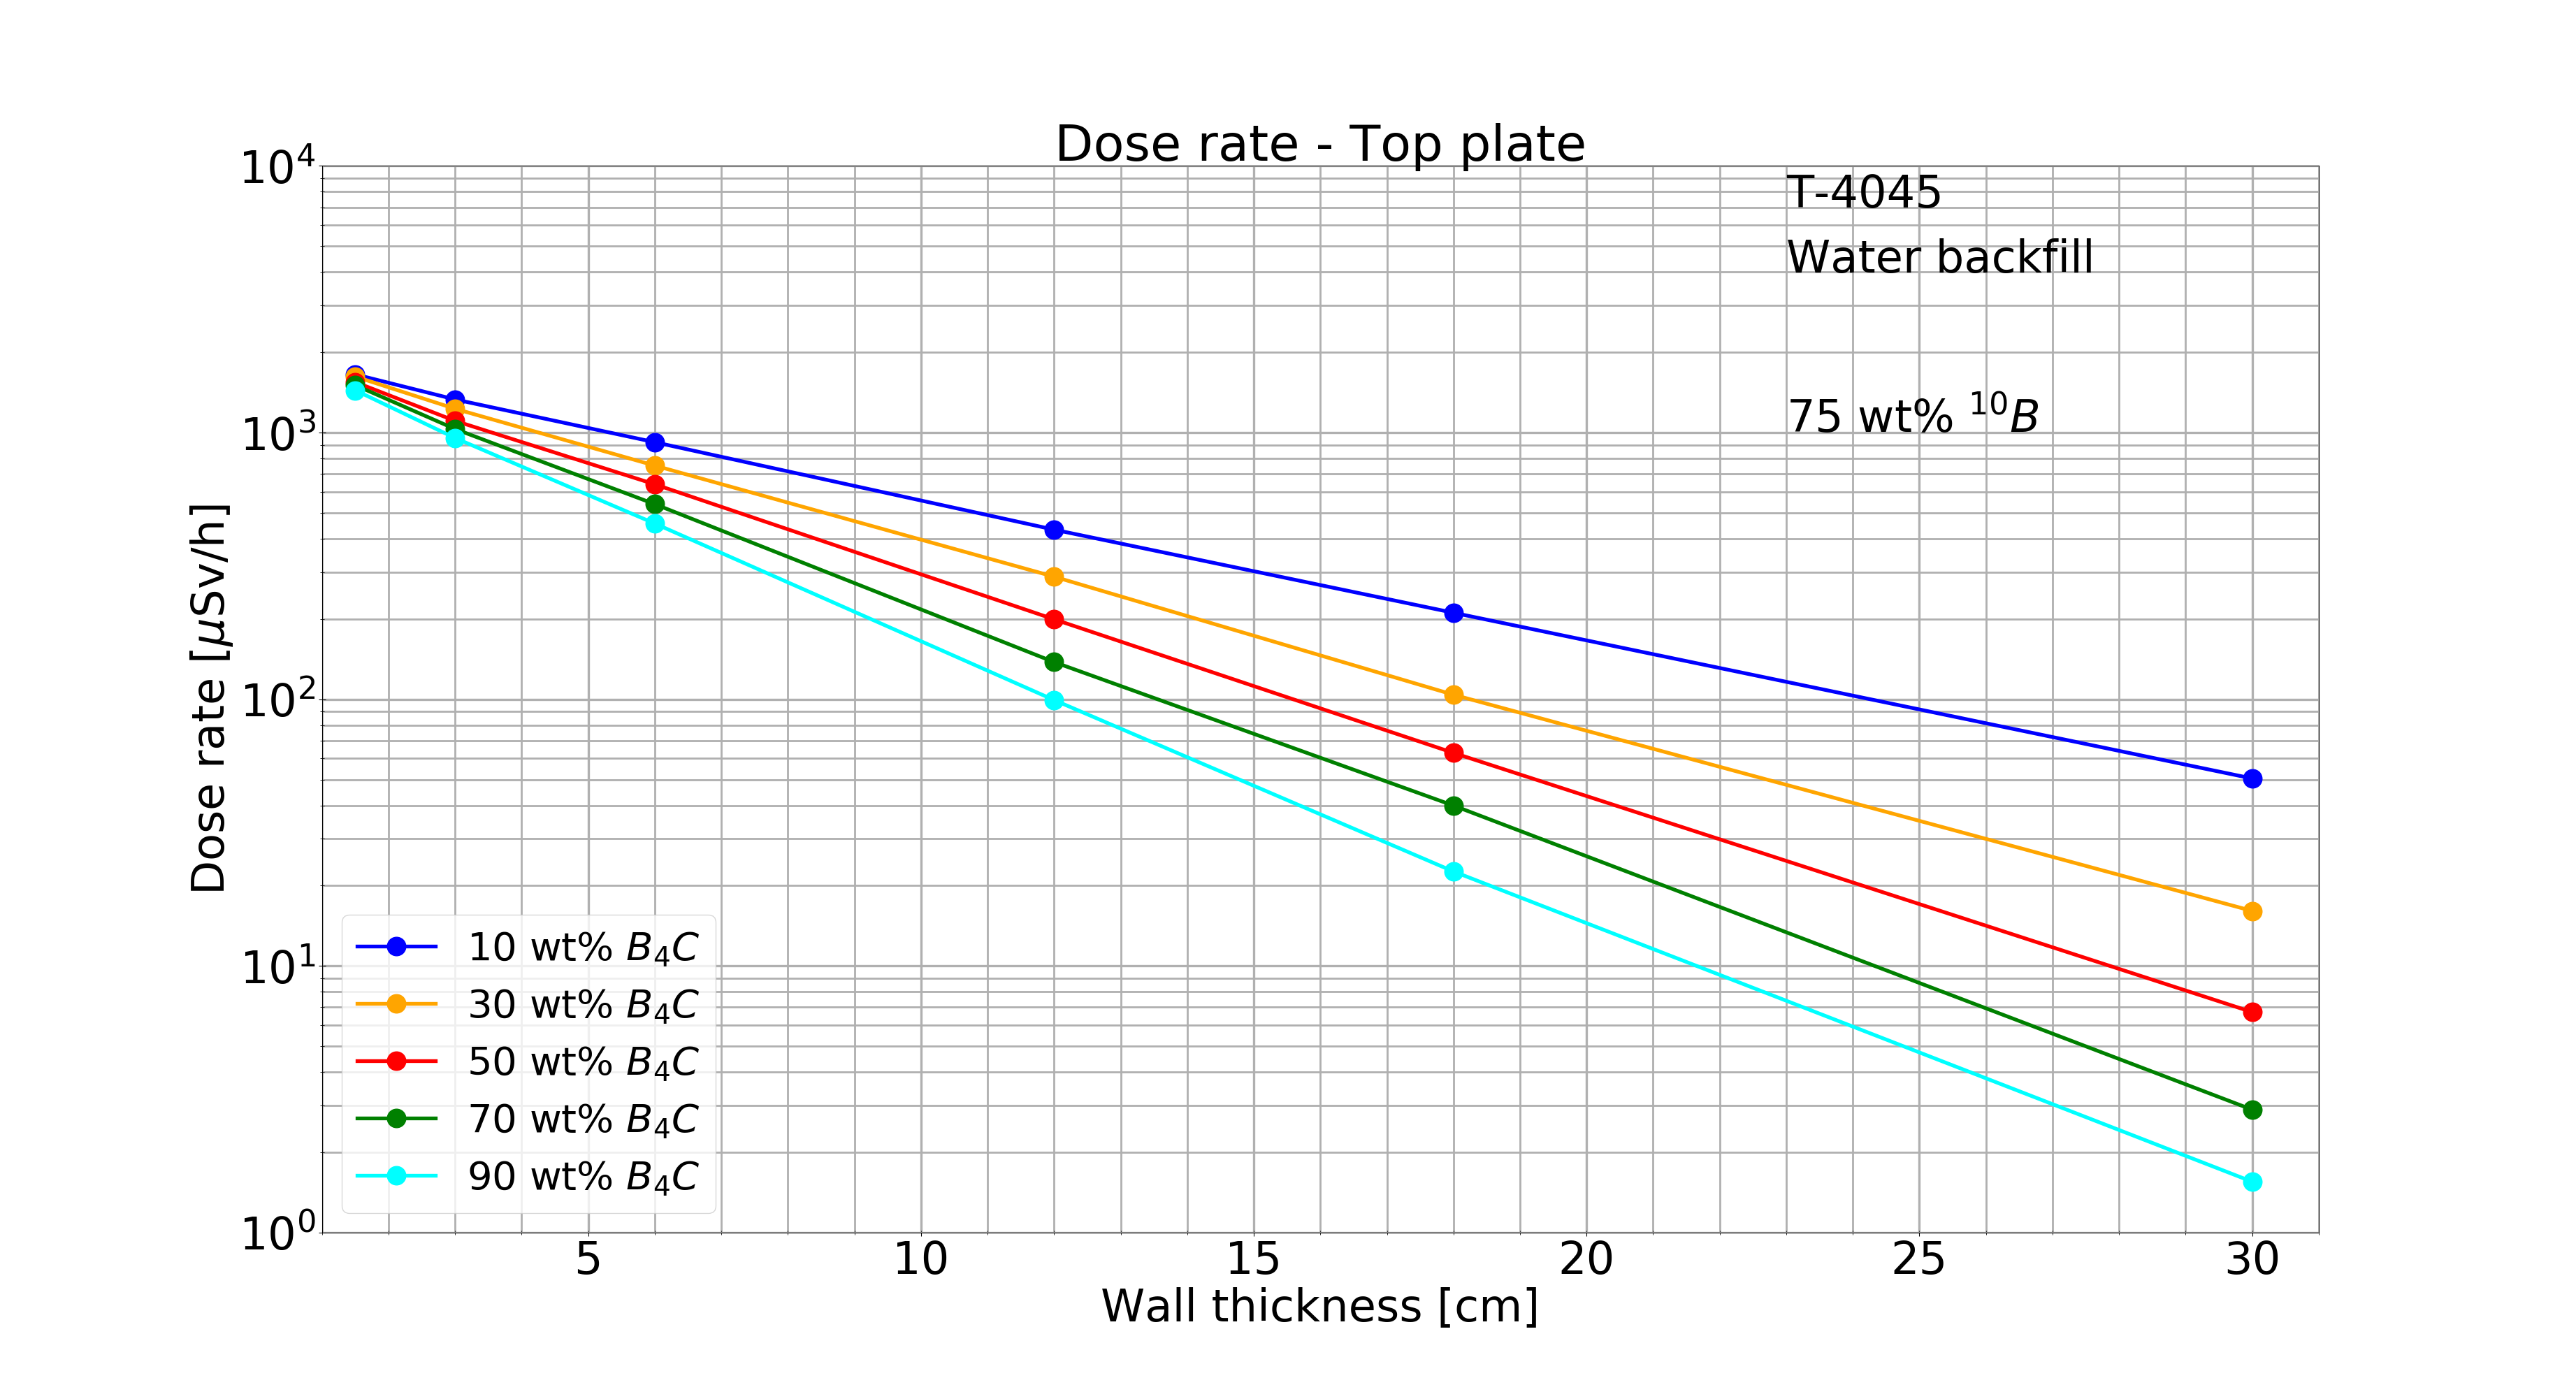 Dose rate - Top plate
T-4045
Water backfill
75 wt% ¹⁰B
10⁴
10³
10²
10¹
10⁰
Dose rate [μSv/h]
10 wt% B₄C
30 wt% B₄C
50 wt% B₄C
70 wt% B₄C
90 wt% B₄C
5 10 15 20 25 30
Wall thickness [cm]